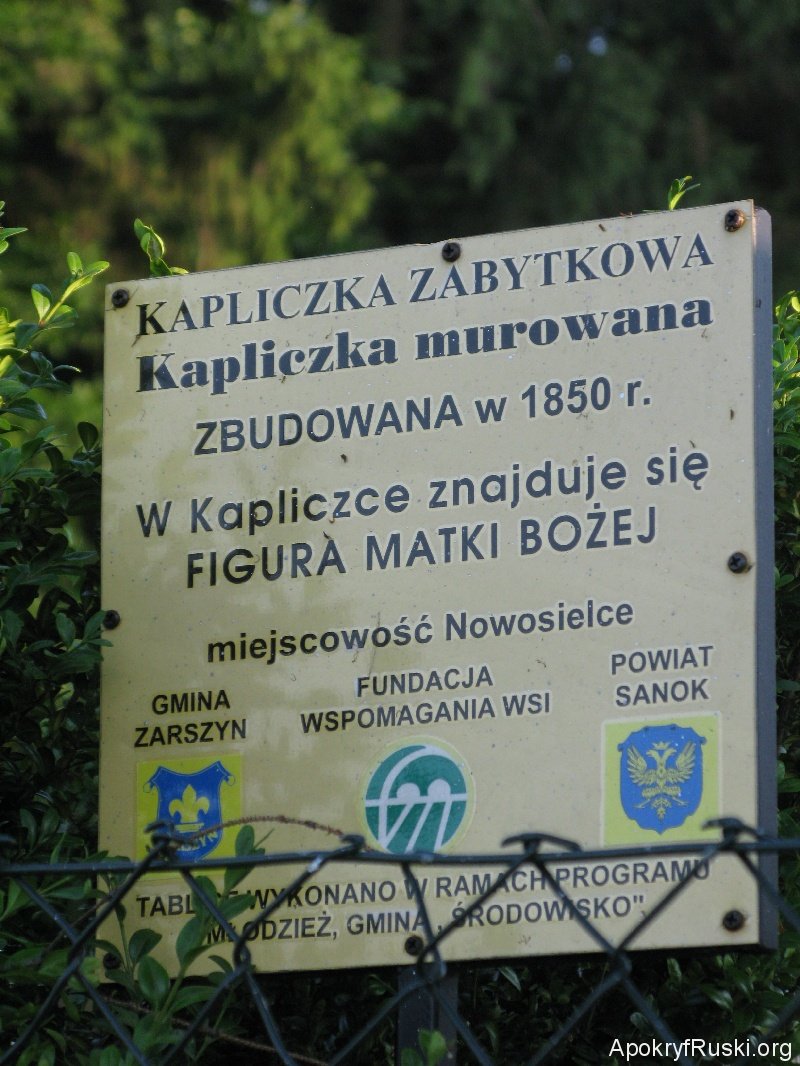 KAPLICZKA ZABYTKOWA
Kapliczka murowana
ZBUDOWANA w 1850 r.
W Kapliczce znajduje się
FIGURA MATKI BOŻEJ
miejscowość Nowosielce
GMINA
ZARSZYN
FUNDACJA
WSPOMAGANIA WSI
POWIAT
SANOK
WYKONANO W RAMACH PROGRAMU
MŁODZIEŻ, GMINA, ŚRODOWISKO"
ApokryfRuski.org